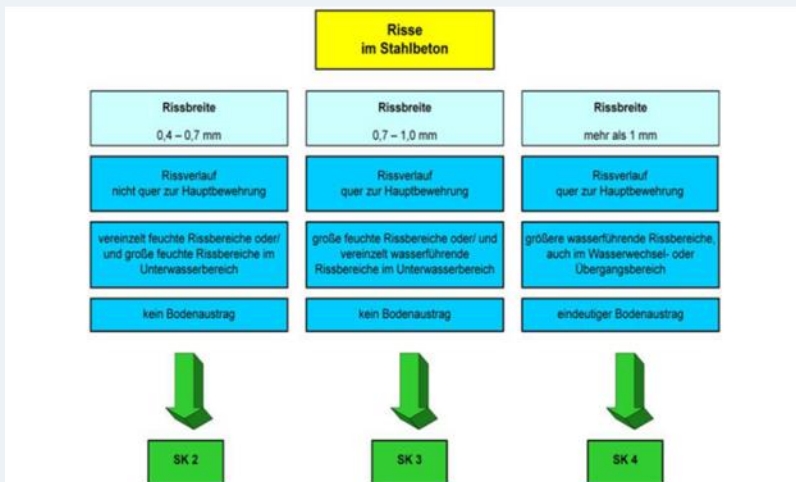 Risse
im Stahlbeton
Rissbreite
0,4 – 0,7 mm
Rissbreite
0,7 – 1,0 mm
Rissbreite
mehr als 1 mm
Rissverlauf
nicht quer zur Hauptbewehrung
Rissverlauf
quer zur Hauptbewehrung
Rissverlauf
quer zur Hauptbewehrung
vereinzelt feuchte Rissbereiche oder/
und große feuchte Rissbereiche im
Unterwasserbereich
große feuchte Rissbereiche oder/ und
vereinzelt wasserführende
Rissbereiche im Unterwasserbereich
größere wasserführende Rissbereiche,
auch im Wasserwechsel- oder
Übergangsbereich
kein Bodenaustrag
kein Bodenaustrag
eindeutiger Bodenaustrag
SK 2
SK 3
SK 4